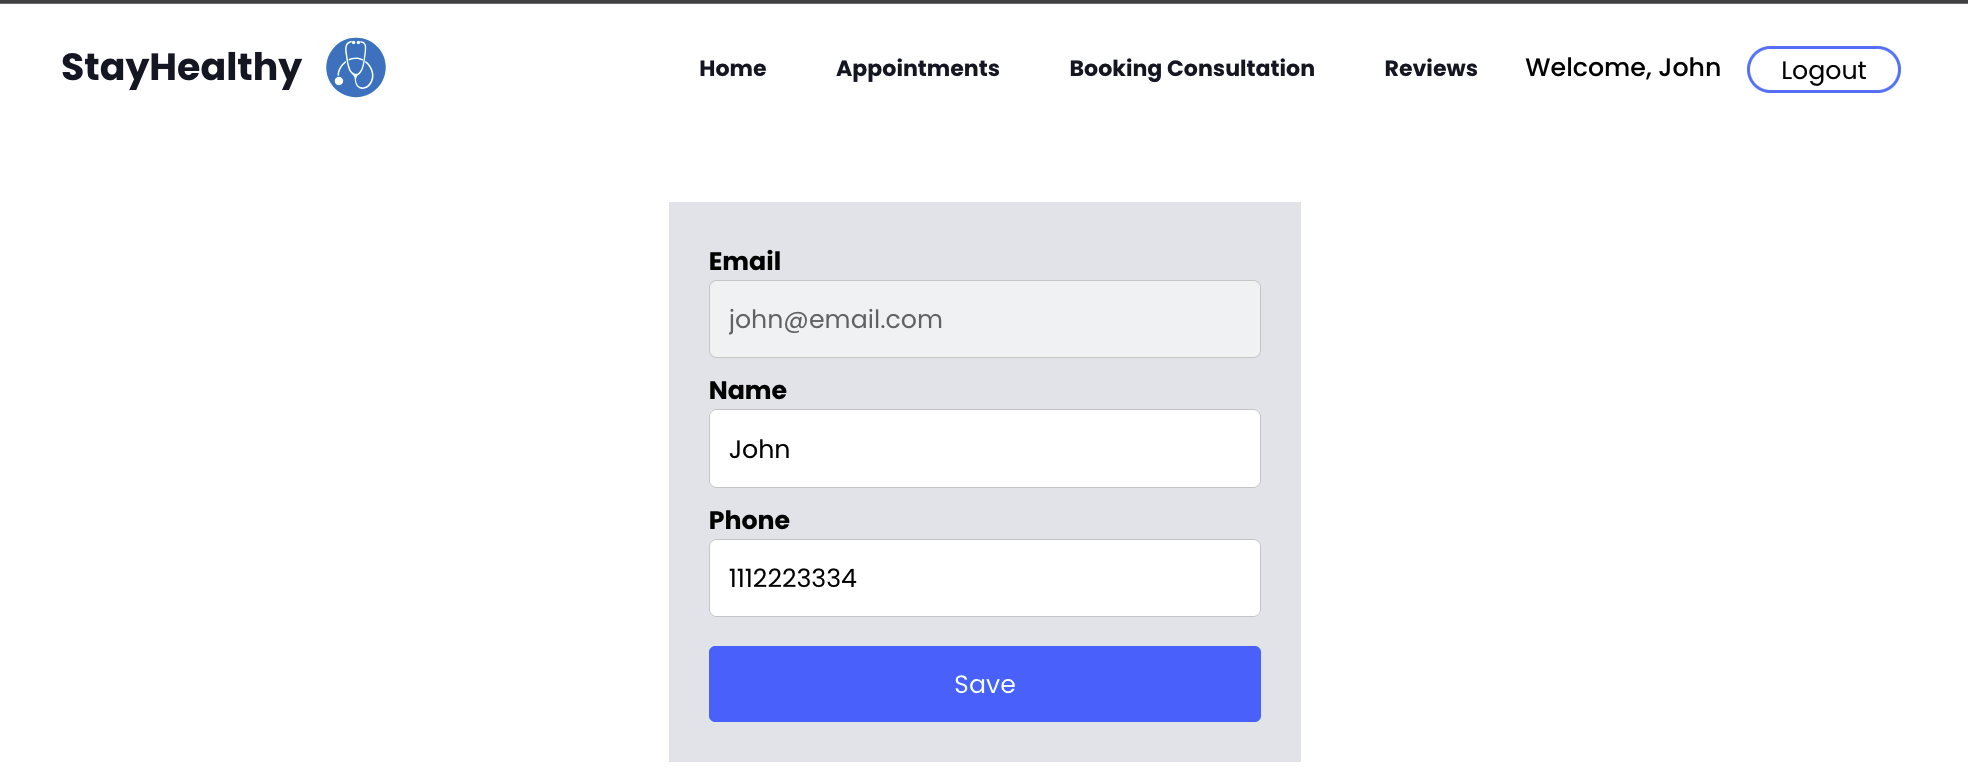 StayHealthy
Home Appointments Booking Consultation Reviews Welcome, John Logout
Email
john@email.com
Name
John
Phone
1112223334
Save